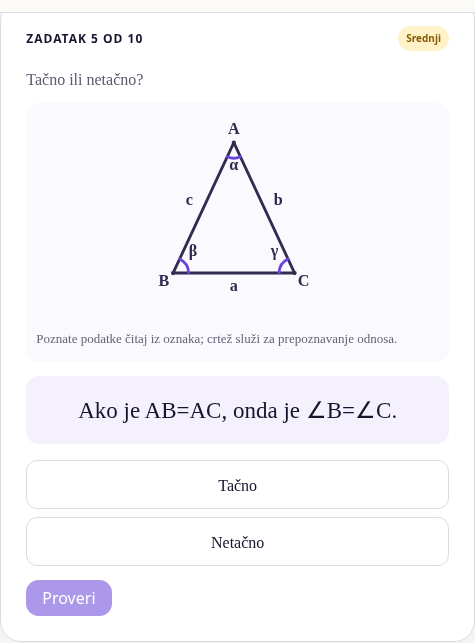 ZADATAK 5 OD 10
Srednji
Tačno ili netačno?
A
α
c
b
β
γ
B
C
a
Poznate podatke čitaj iz oznaka; crtež služi za prepoznavanje odnosa.
Ako je AB=AC, onda je ∠B=∠C.
Tačno
Netačno
Proveri